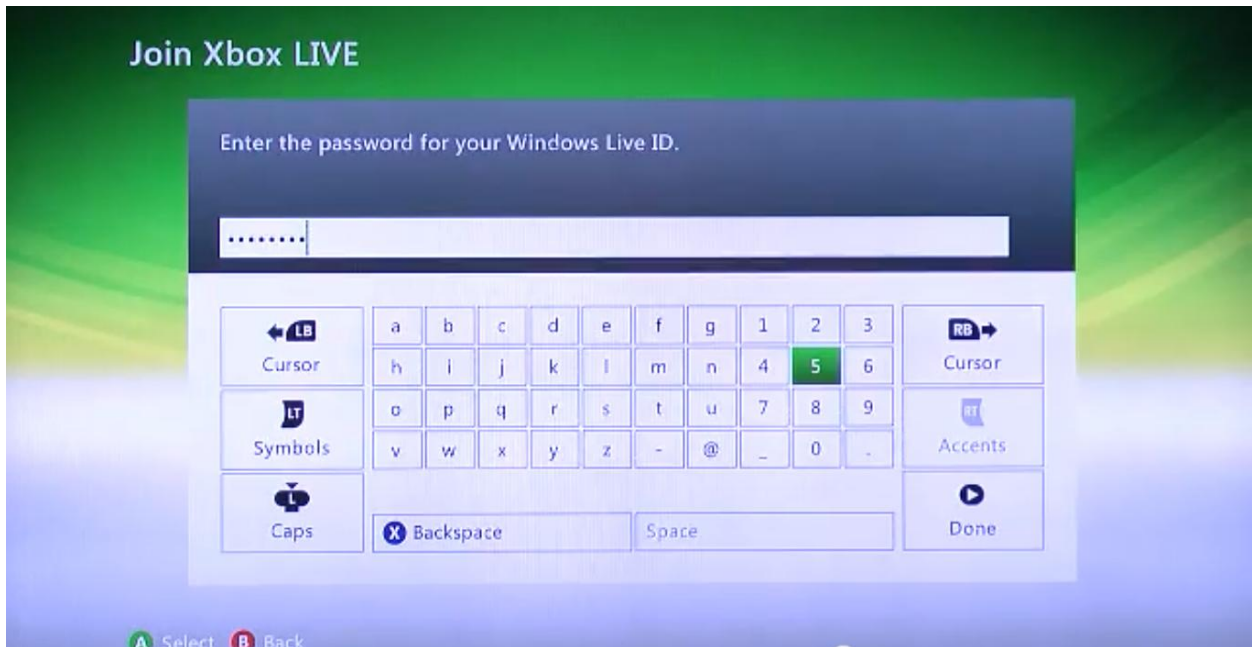 Join Xbox LIVE
Enter the password for your Windows Live ID.
••••••••
LB a b c d e f g 1 2 3 RB
Cursor h i j k l m n 4 5 6 Cursor
LT o p q r s t u 7 8 9 RT
Symbols v w x y z - @ _ 0 . Accents
L
Caps X Backspace Space Done
A Select B Back